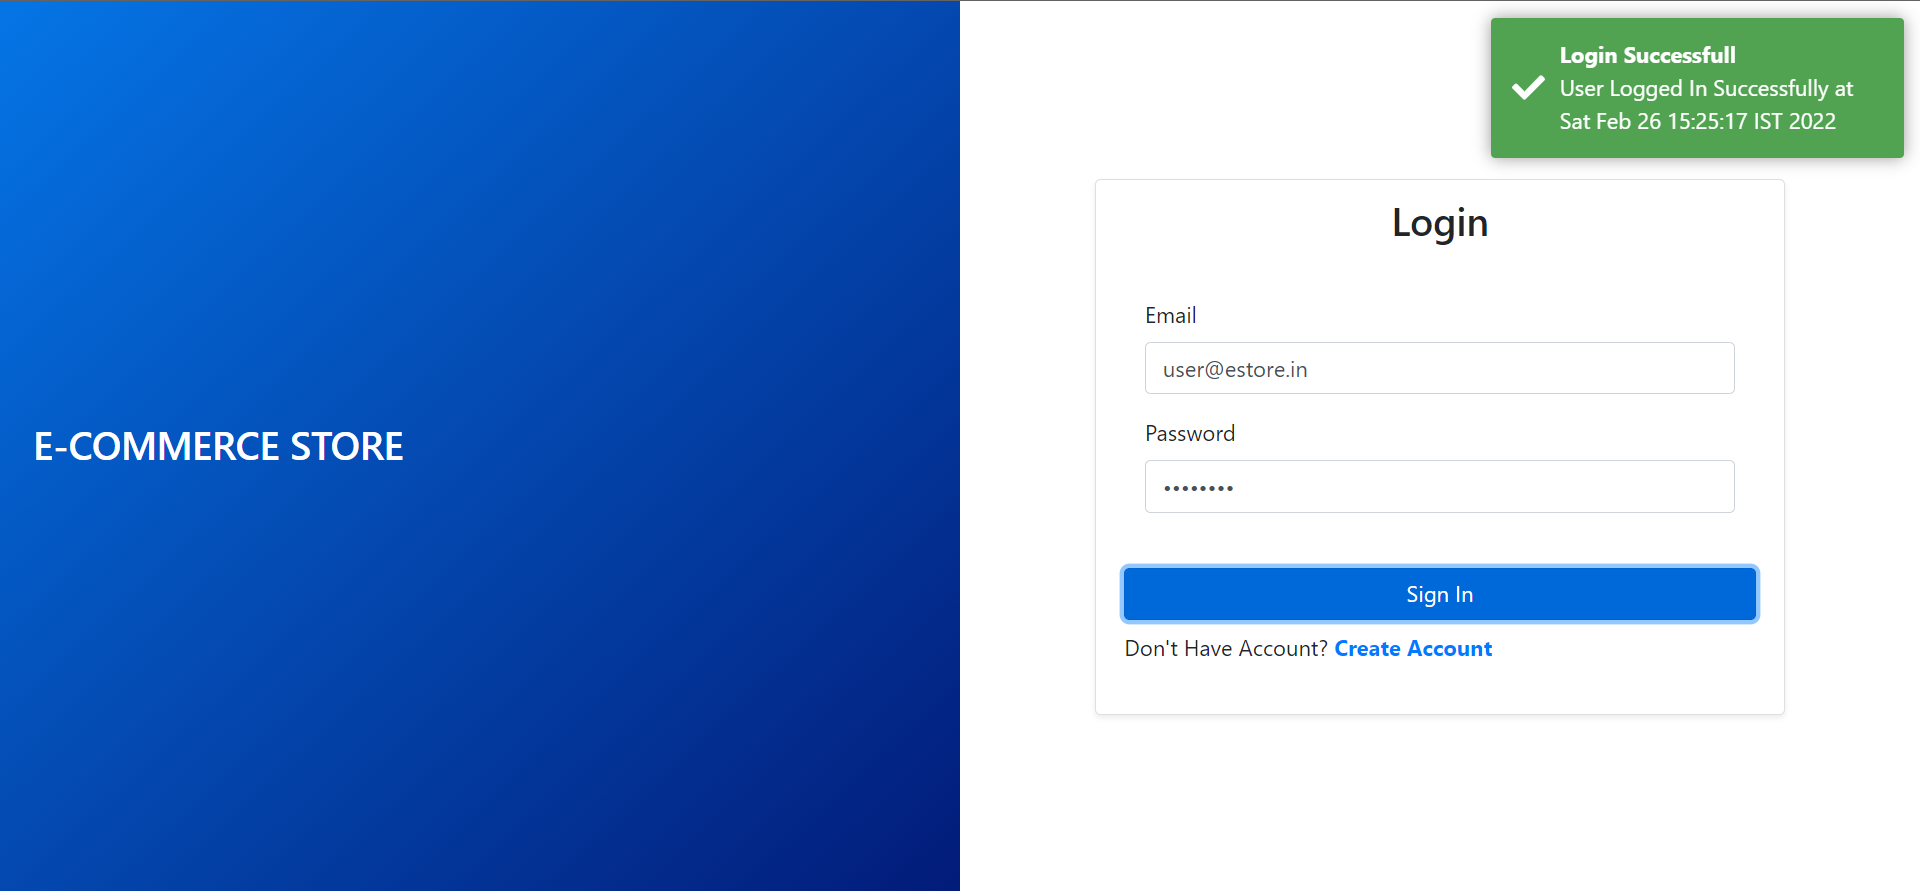 E-COMMERCE STORE
Login Successfull
User Logged In Successfully at
Sat Feb 26 15:25:17 IST 2022
Login
Email
user@estore.in
Password
••••••••
Sign In
Don't Have Account? Create Account